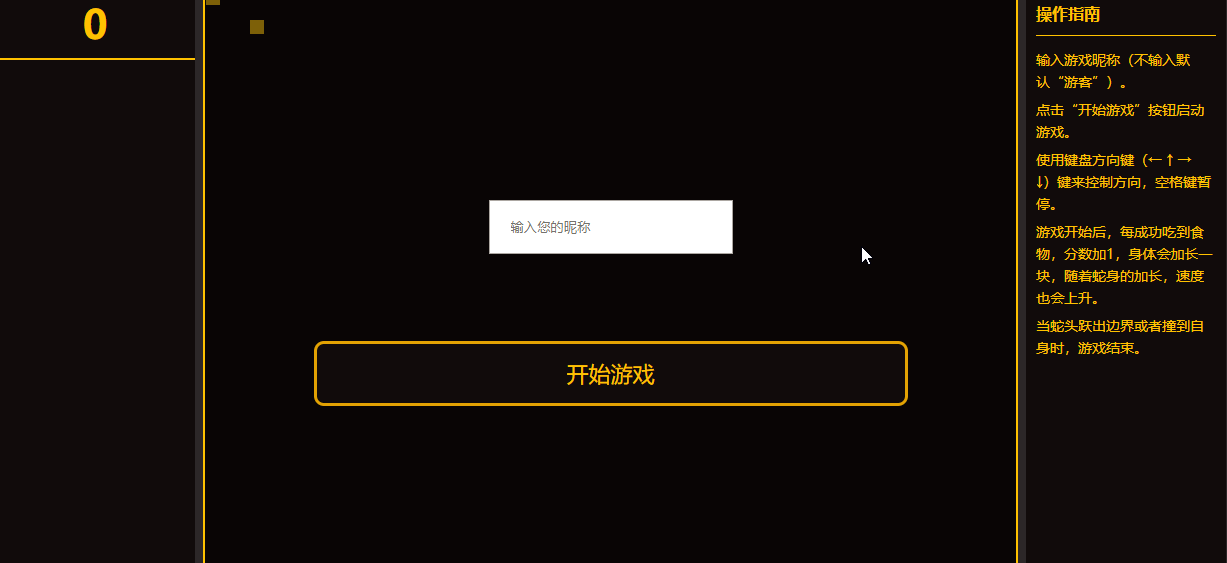 0
输入您的昵称
开始游戏
操作指南
输入游戏昵称（不输入默
认“游客”）。
点击“开始游戏”按钮启动
游戏。
使用键盘方向键（←↑→
↓）键来控制方向，空格键暂
停。
游戏开始后，每成功吃到食
物，分数加1，身体会加长一
块，随着蛇身的加长，速度
也会上升。
当蛇头跃出边界或者撞到自
身时，游戏结束。